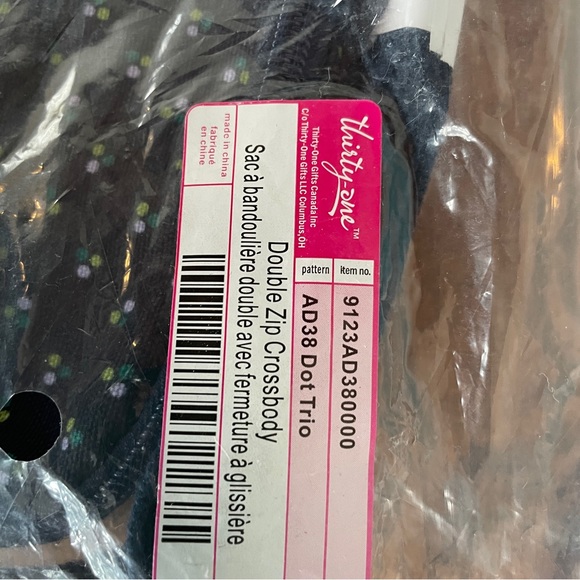 thirty-one™
Thirty-One Gifts Canada Inc
C/o Thirty-One Gifts LLC Columbus, OH
item no.
9123AD380000
pattern
AD38 Dot Trio
Double Zip Crossbody
Sac à bandoulière double avec fermeture à glissière
made in china
fabriqué
en chine